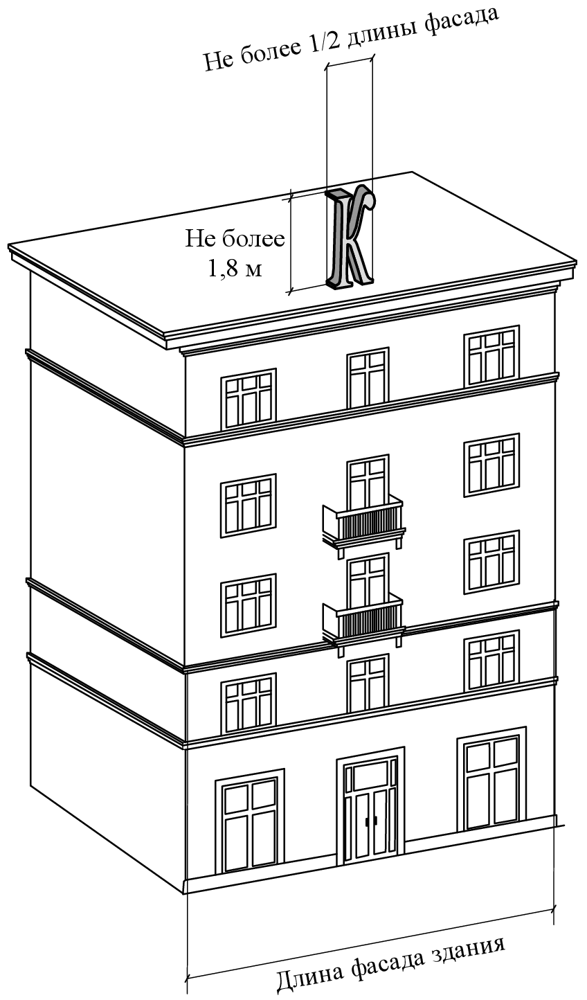 Не более 1/2 длины фасада
К
Не более
1,8 м
Длина фасада здания